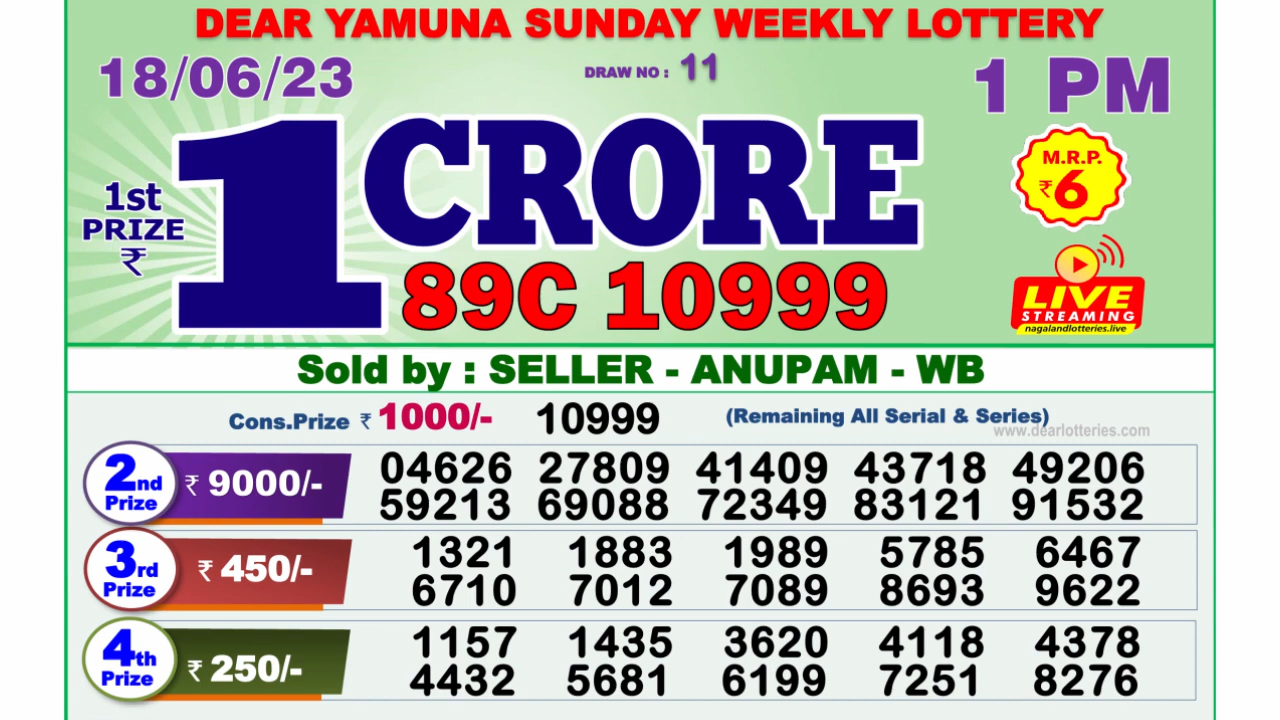 DEAR YAMUNA SUNDAY WEEKLY LOTTERY
18/06/23 DRAW NO : 11 1 PM
1st PRIZE ₹
1 CRORE
89C 10999
M.R.P.
₹6
LIVE
STREAMING
nagalandlotteries.live
Sold by : SELLER - ANUPAM - WB
Cons.Prize ₹ 1000/- 10999 (Remaining All Serial & Series)
www.dearlotteries.com
2nd Prize ₹ 9000/-
04626 27809 41409 43718 49206
59213 69088 72349 83121 91532
3rd Prize ₹ 450/-
1321 1883 1989 5785 6467
6710 7012 7089 8693 9622
4th Prize ₹ 250/-
1157 1435 3620 4118 4378
4432 5681 6199 7251 8276